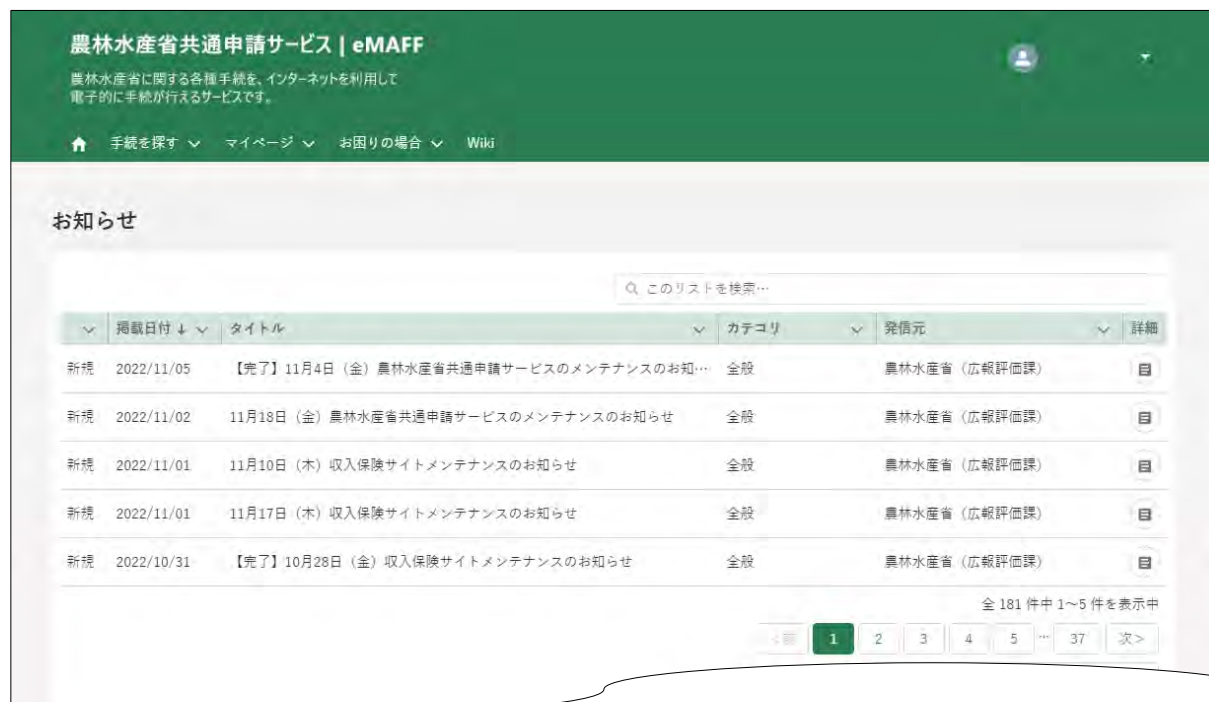 農林水産省共通申請サービス | eMAFF
農林水産省に関する各種手続を、インターネットを利用して
電子的に手続が行えるサービスです。
手続を探す マイページ お困りの場合 Wiki
お知らせ
このリストを検索…
掲載日付 ↓ タイトル カテゴリ 発信元 詳細
新規 2022/11/05 【完了】11月4日（金）農林水産省共通申請サービスのメンテナンスのお知… 全般 農林水産省（広報評価課）
新規 2022/11/02 11月18日（金）農林水産省共通申請サービスのメンテナンスのお知らせ 全般 農林水産省（広報評価課）
新規 2022/11/01 11月10日（木）収入保険サイトメンテナンスのお知らせ 全般 農林水産省（広報評価課）
新規 2022/11/01 11月17日（木）収入保険サイトメンテナンスのお知らせ 全般 農林水産省（広報評価課）
新規 2022/10/31 【完了】10月28日（金）収入保険サイトメンテナンスのお知らせ 全般 農林水産省（広報評価課）
全 181 件中 1～5 件を表示中
<前 1 2 3 4 5 … 37 次>